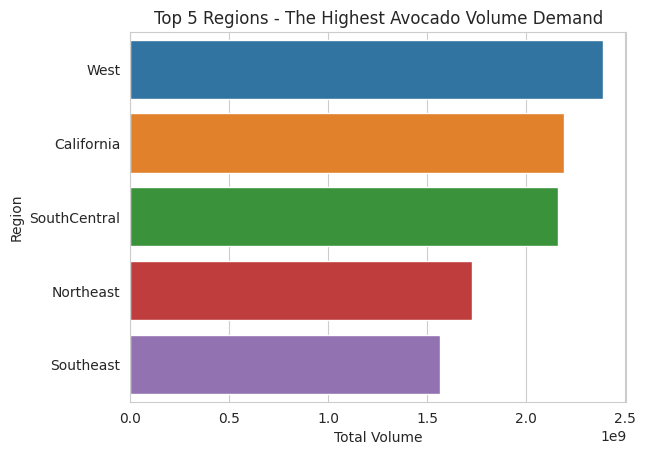 Top 5 Regions - The Highest Avocado Volume Demand
West
California
SouthCentral
Northeast
Southeast
Region
0.0 0.5 1.0 1.5 2.0 2.5
1e9
Total Volume